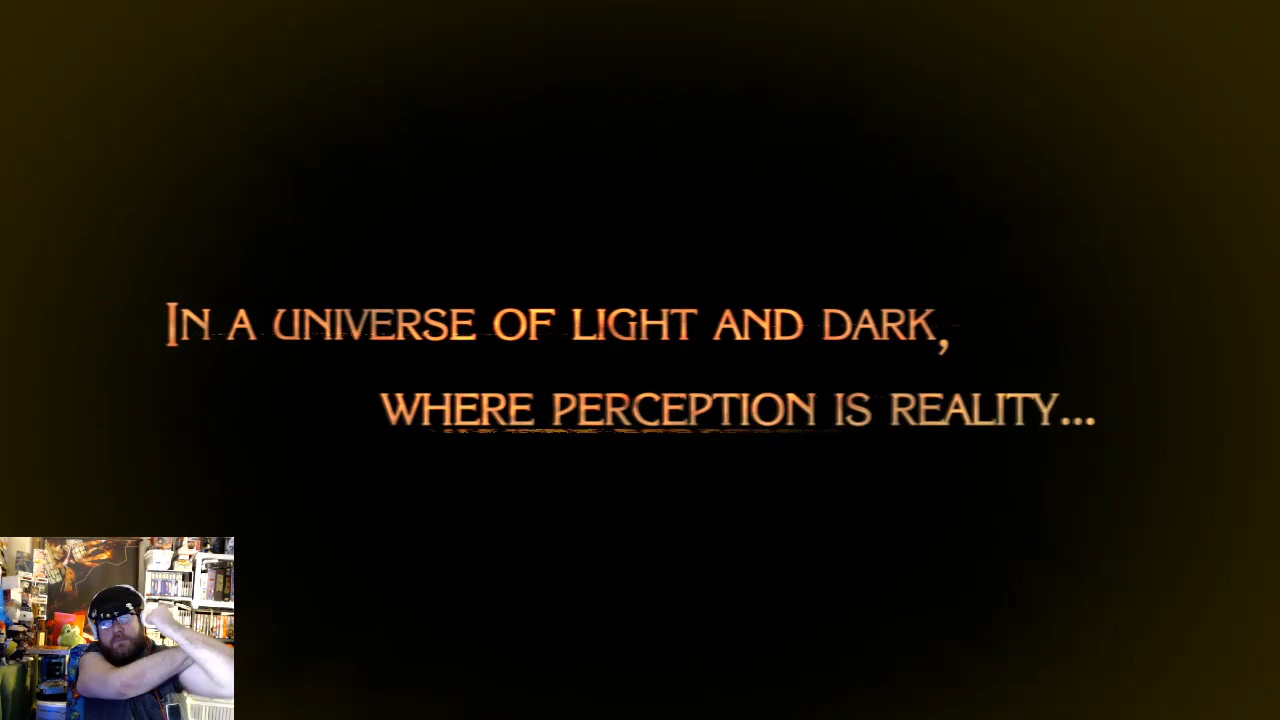 In a universe of light and dark,
where perception is reality...